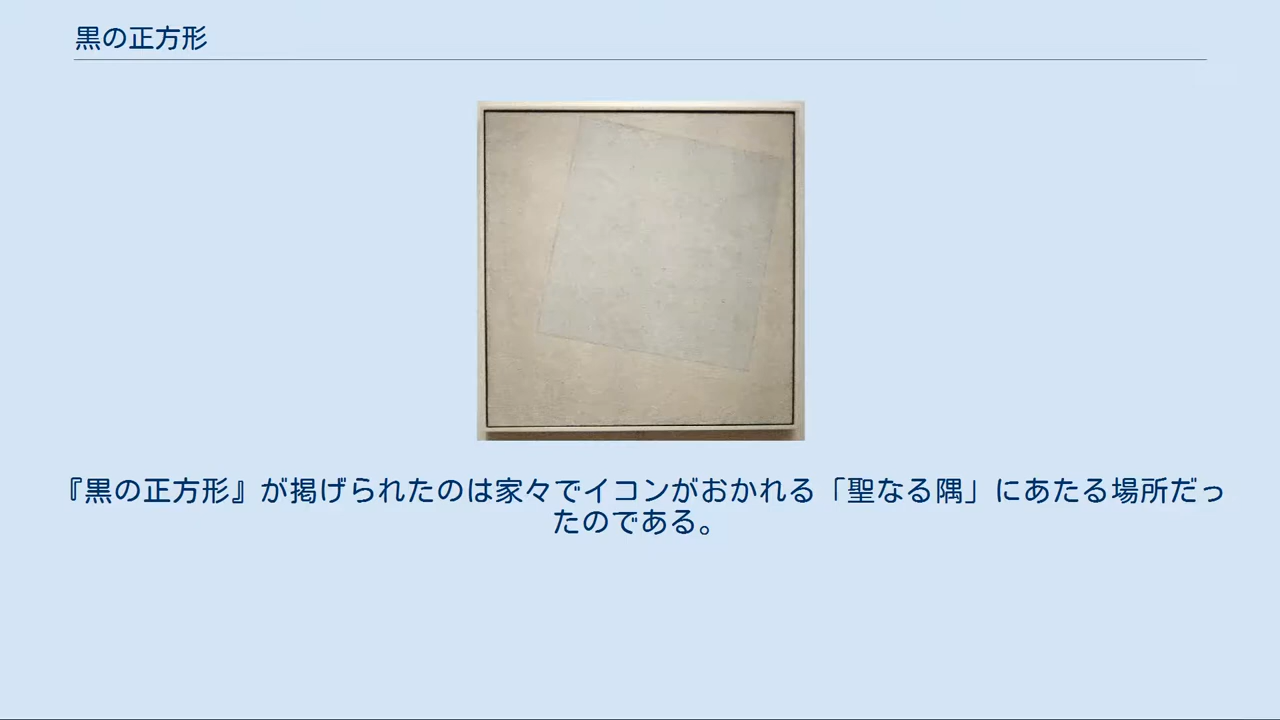 黒の正方形
『黒の正方形』が掲げられたのは家々でイコンがおかれる「聖なる隅」にあたる場所だっ
たのである。